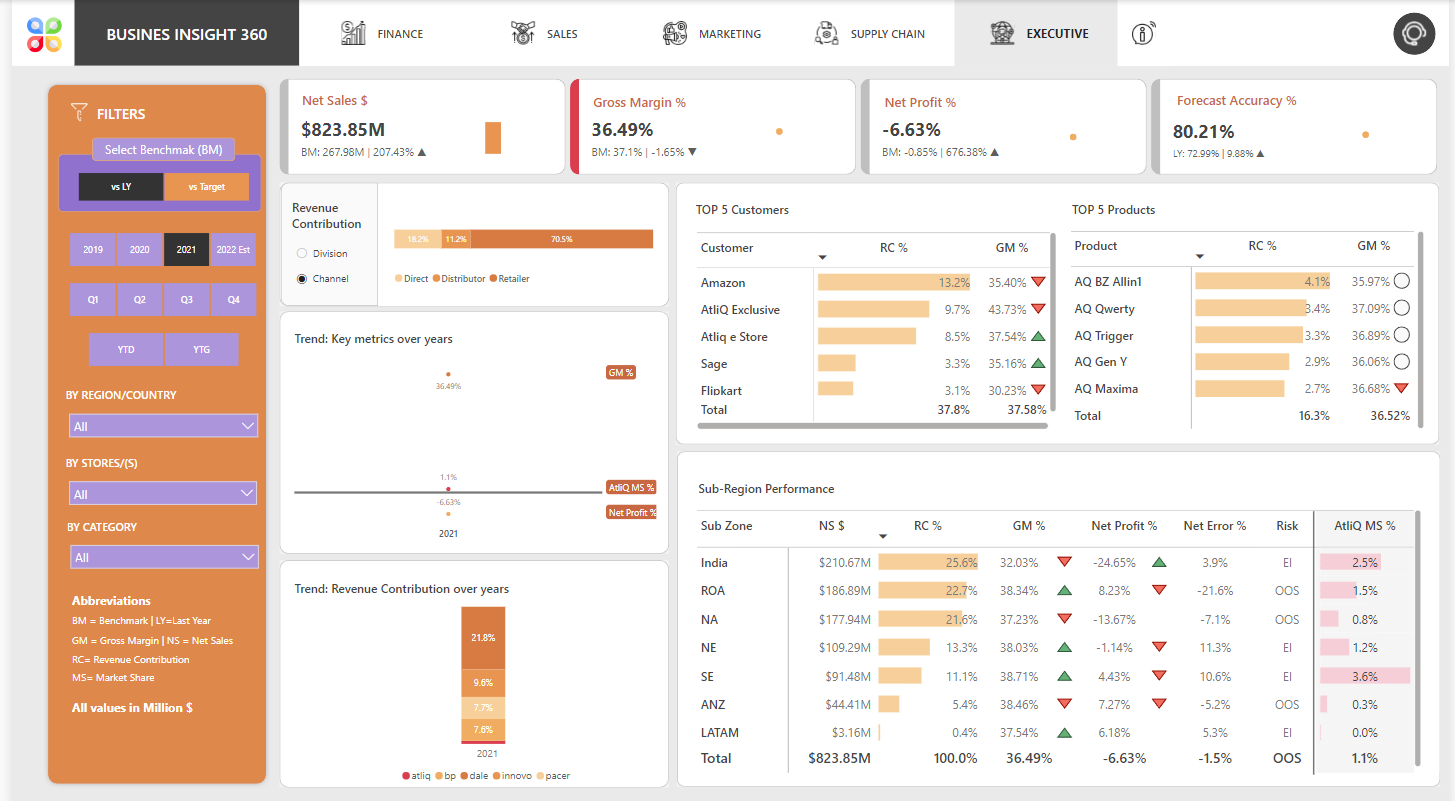 BUSINES INSIGHT 360
FINANCE
SALES
MARKETING
SUPPLY CHAIN
EXECUTIVE
FILTERS
Select Benchmak (BM)
vs LY vs Target
2019 2020 2021 2022 Est
Q1 Q2 Q3 Q4
YTD YTG
BY REGION/COUNTRY
All
BY STORES/(S)
All
BY CATEGORY
All
Abbreviations
BM = Benchmark | LY=Last Year
GM = Gross Margin | NS = Net Sales
RC= Revenue Contribution
MS= Market Share
All values in Million $
Net Sales $
$823.85M
BM: 267.98M | 207.43% ▲
Gross Margin %
36.49%
BM: 37.1% | -1.65% ▼
Net Profit %
-6.63%
BM: -0.85% | 676.38% ▲
Forecast Accuracy %
80.21%
LY: 72.99% | 9.88% ▲
Revenue
Contribution
Division
Channel
18.2% 11.2% 70.5%
Direct Distributor Retailer
Trend: Key metrics over years
GM %
36.49%
1.1%
AtliQ MS %
-6.63%
Net Profit %
2021
Trend: Revenue Contribution over years
21.8%
9.6%
7.7%
7.6%
2021
atliq bp dale innovo pacer
TOP 5 Customers
Customer RC % GM %
Amazon 13.2% 35.40%
AtliQ Exclusive 9.7% 43.73%
Atliq e Store 8.5% 37.54%
Sage 3.3% 35.16%
Flipkart 3.1% 30.23%
Total 37.8% 37.58%
TOP 5 Products
Product RC % GM %
AQ BZ Allin1 4.1% 35.97%
AQ Qwerty 3.4% 37.09%
AQ Trigger 3.3% 36.89%
AQ Gen Y 2.9% 36.06%
AQ Maxima 2.7% 36.68%
Total 16.3% 36.52%
Sub-Region Performance
Sub Zone NS $ RC % GM % Net Profit % Net Error % Risk AtliQ MS %
India $210.67M 25.6% 32.03% -24.65% 3.9% EI 2.5%
ROA $186.89M 22.7% 38.34% 8.23% -21.6% OOS 1.5%
NA $177.94M 21.6% 37.23% -13.67% -7.1% OOS 0.8%
NE $109.29M 13.3% 38.03% -1.14% 11.3% EI 1.2%
SE $91.48M 11.1% 38.71% 4.43% 10.6% EI 3.6%
ANZ $44.41M 5.4% 38.46% 7.27% -5.2% OOS 0.3%
LATAM $3.16M 0.4% 37.54% 6.18% 5.3% EI 0.0%
Total $823.85M 100.0% 36.49% -6.63% -1.5% OOS 1.1%